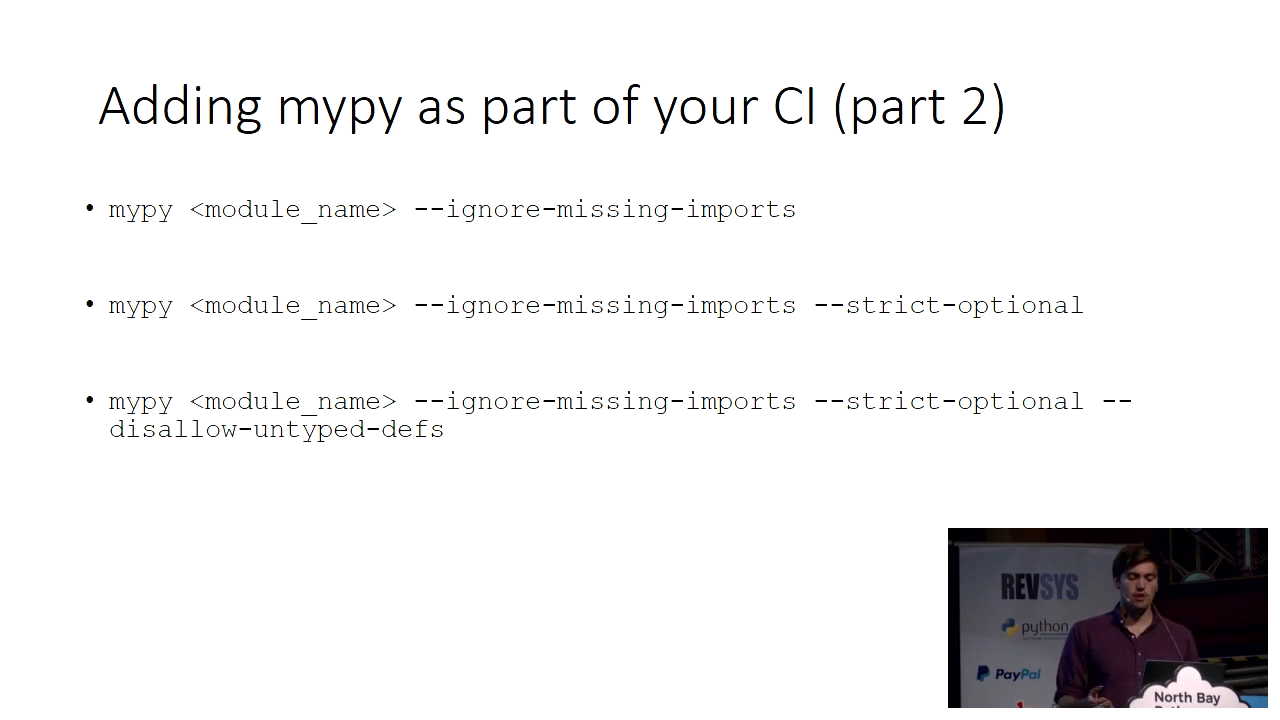 Adding mypy as part of your CI (part 2)
• mypy <module_name> --ignore-missing-imports
• mypy <module_name> --ignore-missing-imports --strict-optional
• mypy <module_name> --ignore-missing-imports --strict-optional --
disallow-untyped-defs
REVSYS
python
PayPal
North Bay